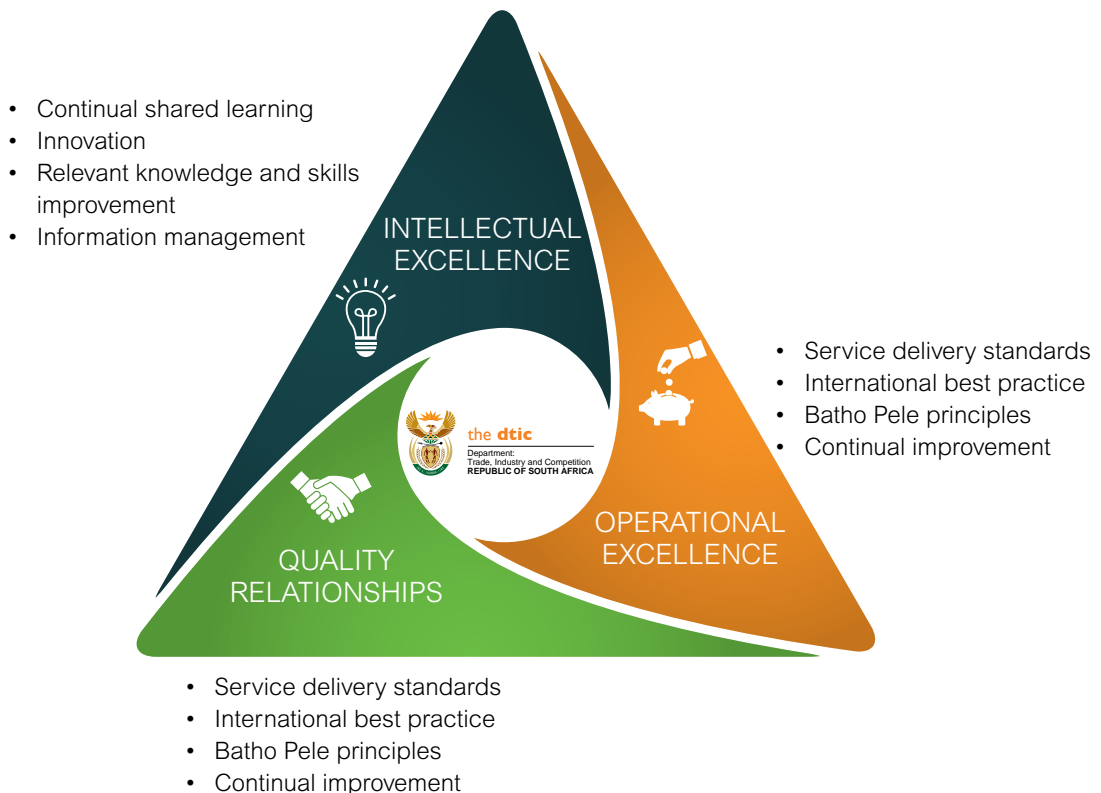 • Continual shared learning
• Innovation
• Relevant knowledge and skills
improvement
• Information management
INTELLECTUAL
EXCELLENCE
• Service delivery standards
• International best practice
• Batho Pele principles
• Continual improvement
the dtic
Department:
Trade, Industry and Competition
REPUBLIC OF SOUTH AFRICA
OPERATIONAL
EXCELLENCE
QUALITY
RELATIONSHIPS
• Service delivery standards
• International best practice
• Batho Pele principles
• Continual improvement